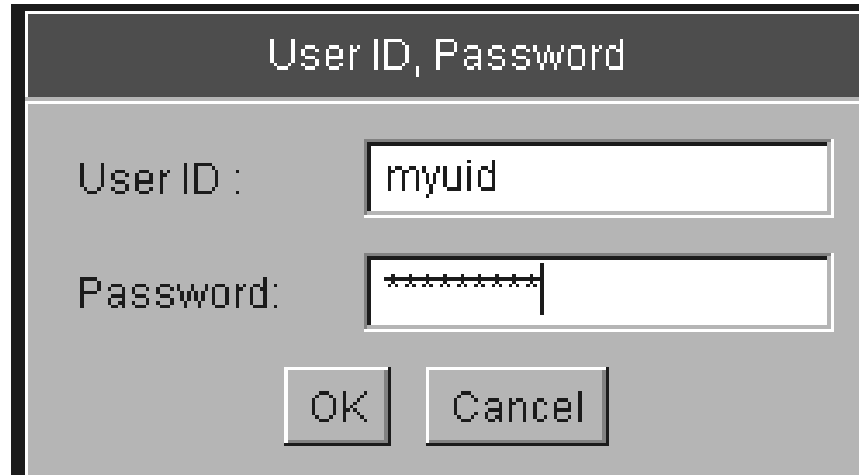 User ID, Password
User ID : myuid
Password: *********
OK Cancel